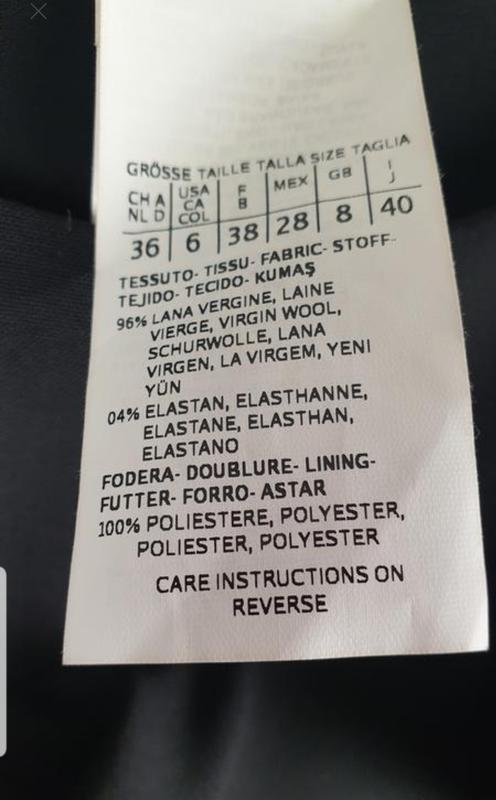 GRÖSSE TAILLE TALLA SIZE TAGLIA
CH A NL D USA CA COL F B MEX GB I J
36 6 38 28 8 40
TESSUTO- TISSU- FABRIC- STOFF-
TEJIDO- TECIDO- KUMAŞ
96% LANA VERGINE, LAINE
VIERGE, VIRGIN WOOL,
SCHURWOLLE, LANA
VIRGEN, LA VIRGEM, YENI
YÜN
04% ELASTAN, ELASTHANNE,
ELASTANE, ELASTHAN,
ELASTANO
FODERA- DOUBLURE- LINING-
FUTTER- FORRO- ASTAR
100% POLIESTERE, POLYESTER,
POLIESTER, POLYESTER
CARE INSTRUCTIONS ON
REVERSE